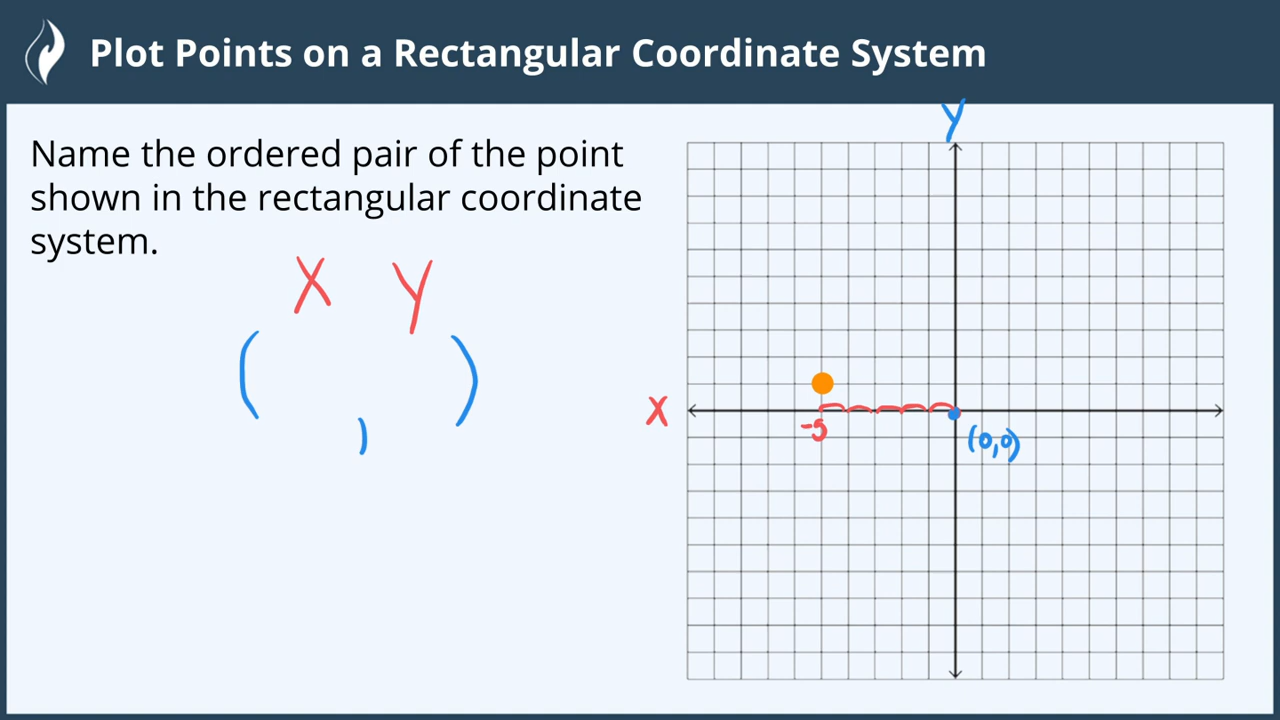 Plot Points on a Rectangular Coordinate System
Name the ordered pair of the point
shown in the rectangular coordinate
system.
X Y
( , )
Y
X
-5
(0,0)